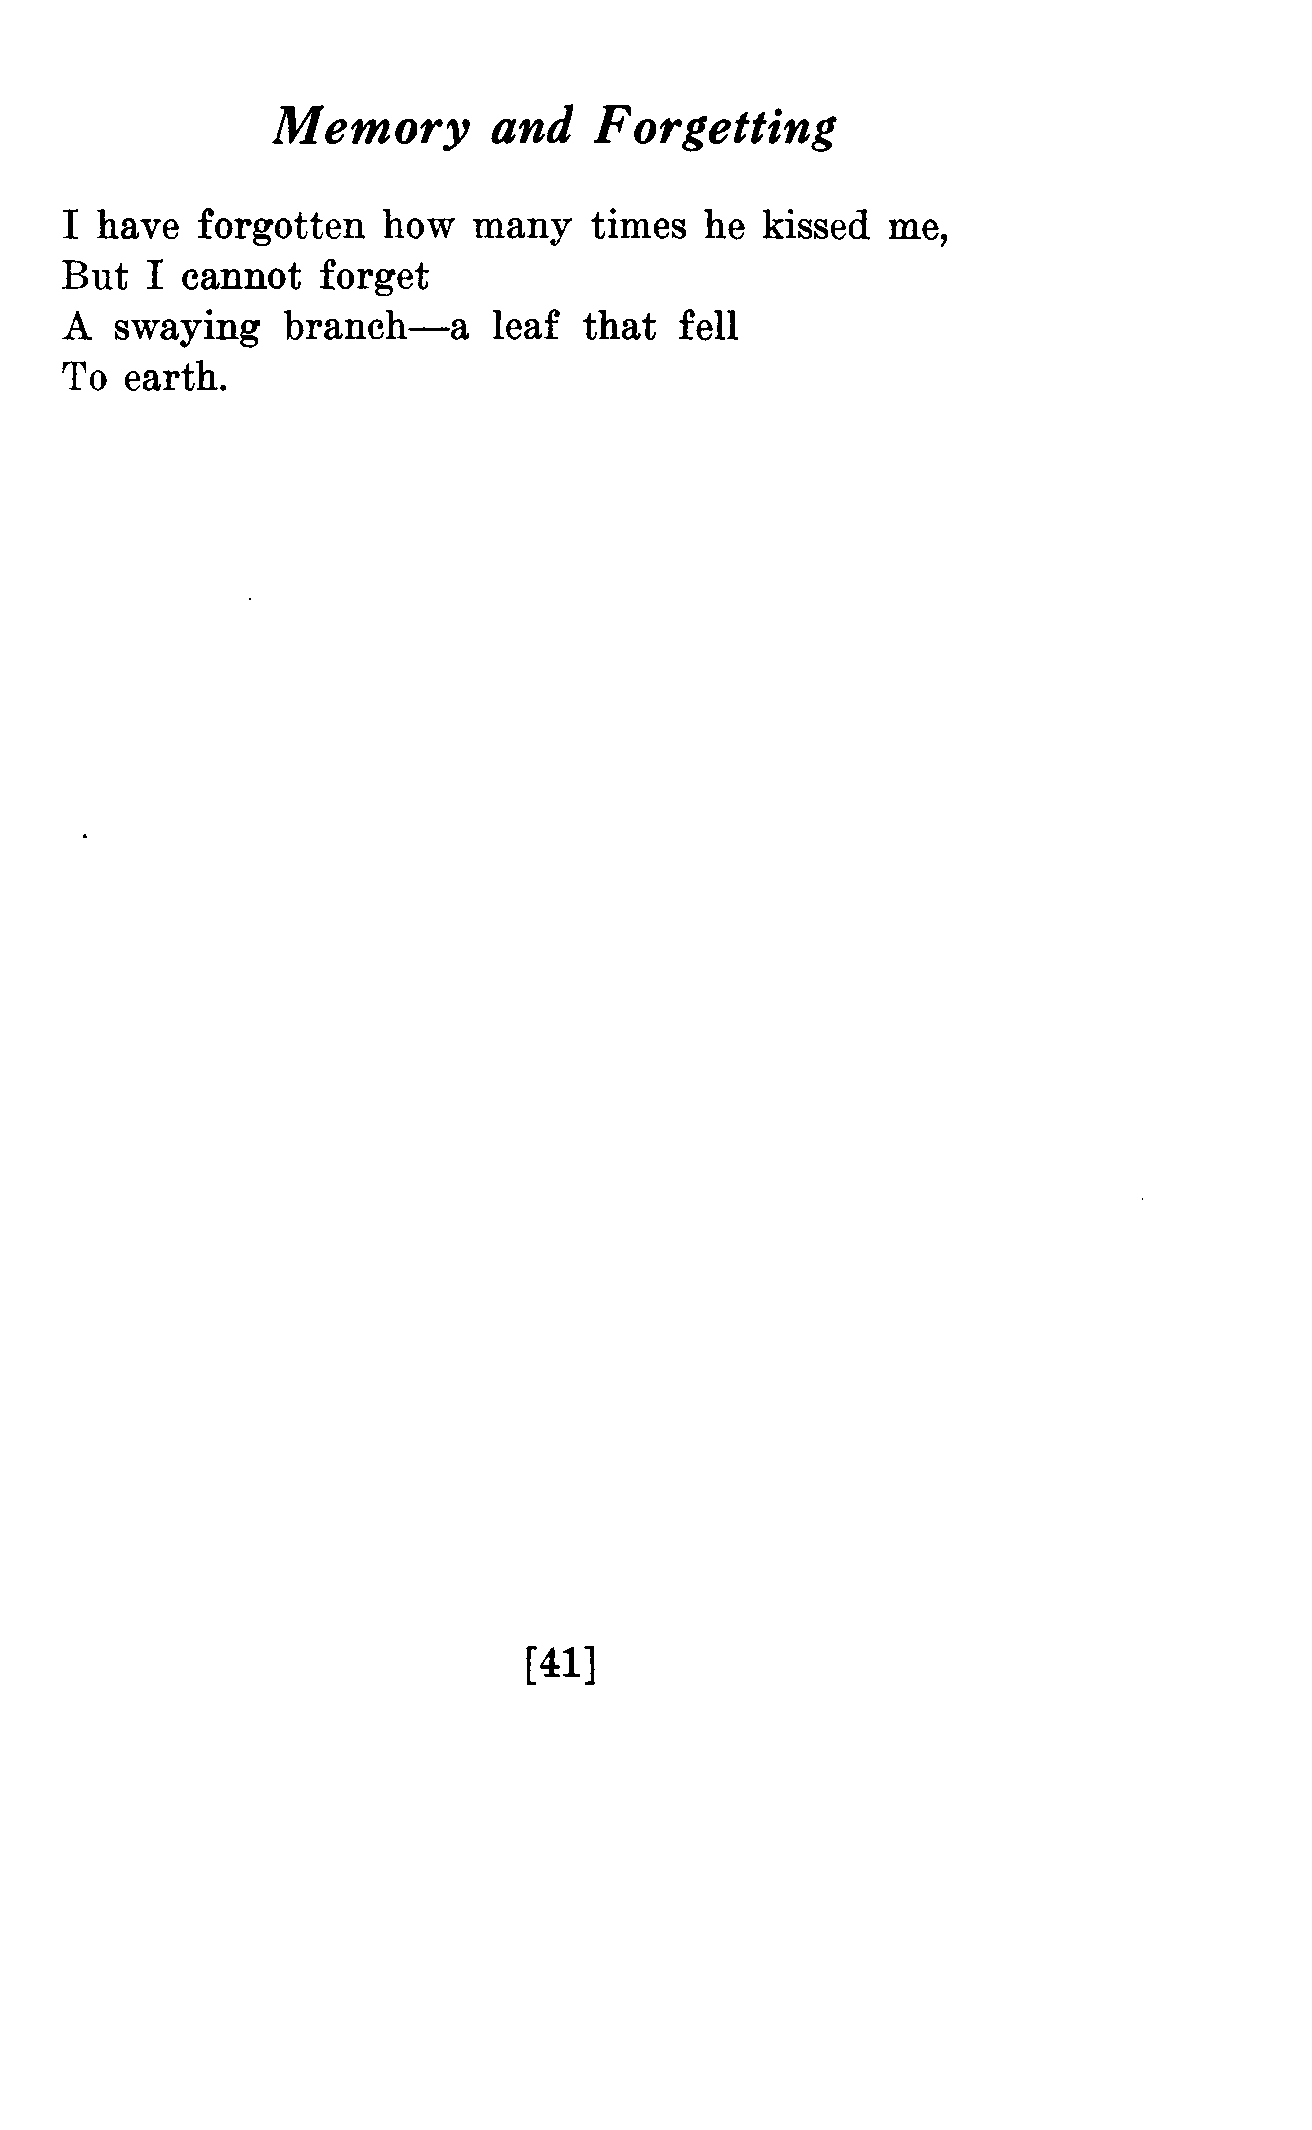 Memory and Forgetting
I have forgotten how many times he kissed me,
But I cannot forget
A swaying branch—a leaf that fell
To earth.
[41]